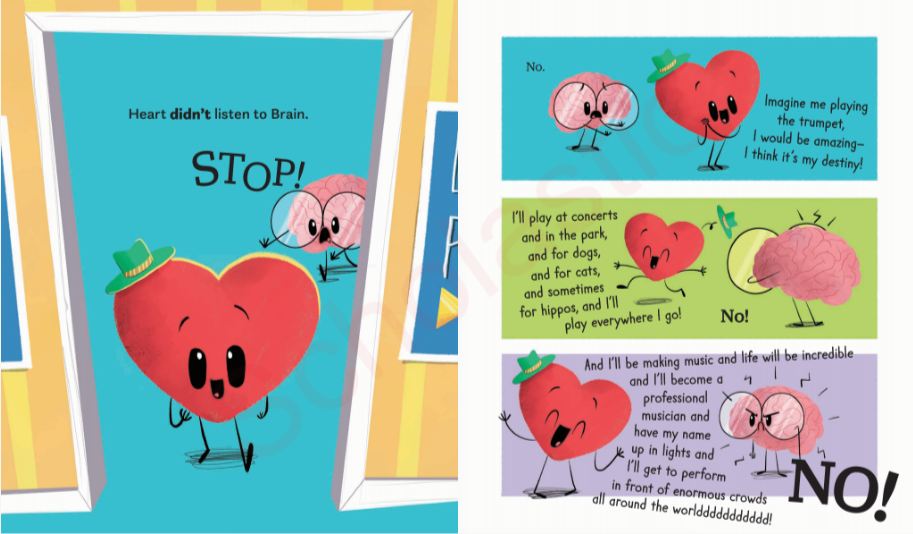 Heart didn't listen to Brain.
STOP!
No.
Imagine me playing
the trumpet,
I would be amazing–
I think it's my destiny!
I'll play at concerts
and in the park,
and for dogs,
and for cats,
and sometimes
for hippos, and I'll
play everywhere I go!
No!
And I'll be making music and life will be incredible
and I'll become a
professional
musician and
have my name
up in lights and
I'll get to perform
in front of enormous crowds
all around the worldddddddddddd!
NO!
Scholastic